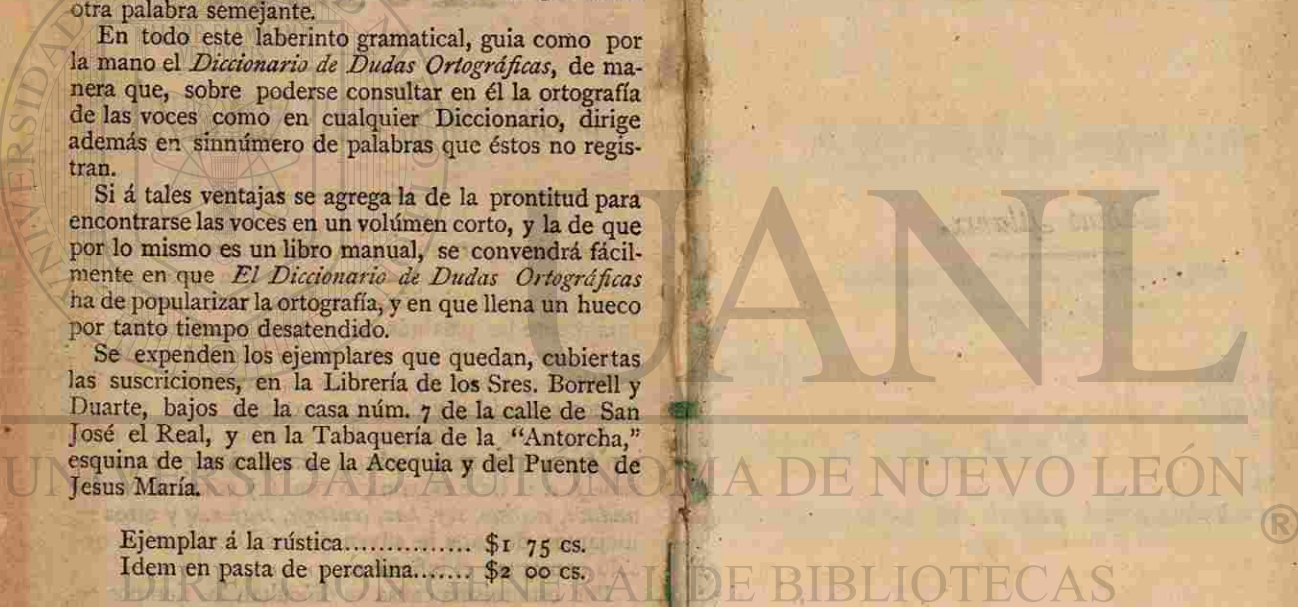 otra palabra semejante.
En todo este laberinto gramatical, guia como por
la mano el Diccionario de Dudas Ortográficas, de ma-
nera que, sobre poderse consultar en él la ortografía
de las voces como en cualquier Diccionario, dirige
además en sinnúmero de palabras que éstos no regis-
tran.
Si á tales ventajas se agrega la de la prontitud para
encontrarse las voces en un volúmen corto, y la de que
por lo mismo es un libro manual, se convendrá fácil-
mente en que El Diccionario de Dudas Ortográficas
ha de popularizar la ortografía, y en que llena un hueco
por tanto tiempo desatendido.
Se expenden los ejemplares que quedan, cubiertas
las suscriciones, en la Librería de los Sres. Borrell y
Duarte, bajos de la casa núm. 7 de la calle de San
José el Real, y en la Tabaquería de la “Antorcha,”
esquina de las calles de la Acequia y del Puente de
Jesus María.
Ejemplar á la rústica............... $1 75 cs.
Idem en pasta de percalina....... $2 00 cs.
UANL
UNIVERSIDAD AUTÓNOMA DE NUEVO LEÓN
®
DIRECCIÓN GENERAL DE BIBLIOTECAS